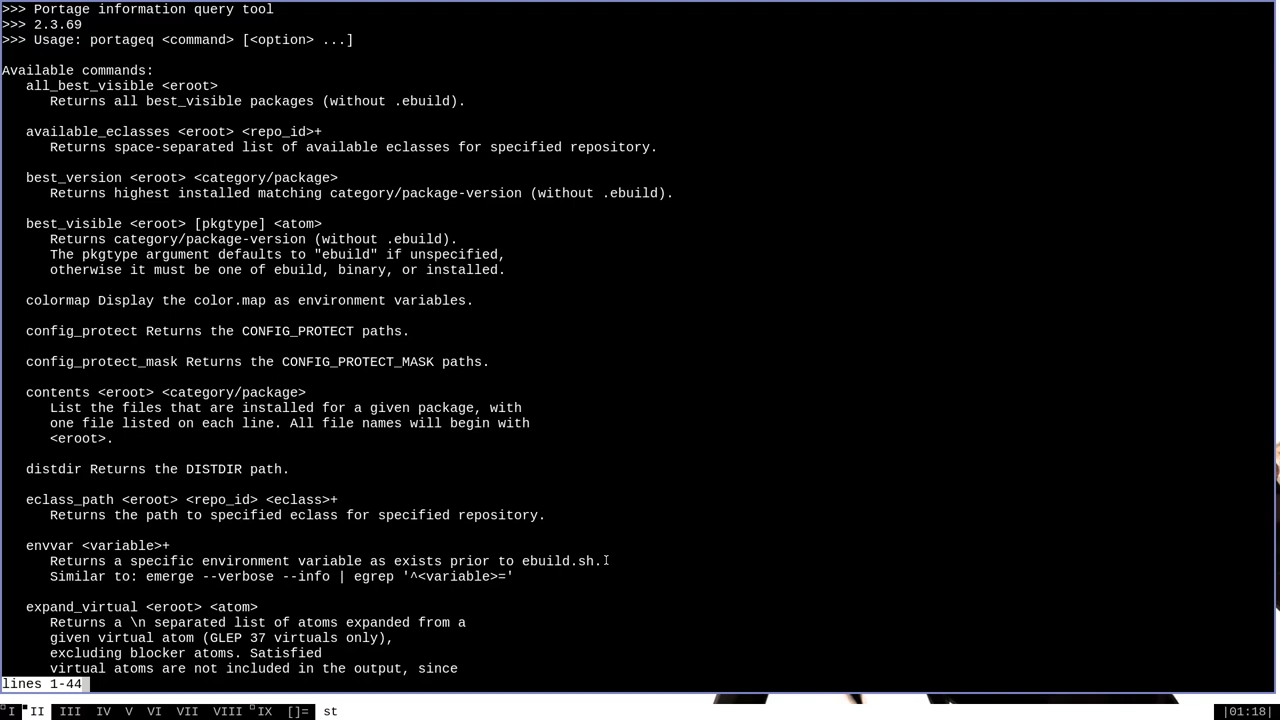 >>> Portage information query tool
>>> 2.3.69
>>> Usage: portageq <command> [<option> ...]
Available commands:
all_best_visible <eroot>
Returns all best_visible packages (without .ebuild).
available_eclasses <eroot> <repo_id>+
Returns space-separated list of available eclasses for specified repository.
best_version <eroot> <category/package>
Returns highest installed matching category/package-version (without .ebuild).
best_visible <eroot> [pkgtype] <atom>
Returns category/package-version (without .ebuild).
The pkgtype argument defaults to "ebuild" if unspecified,
otherwise it must be one of ebuild, binary, or installed.
colormap Display the color.map as environment variables.
config_protect Returns the CONFIG_PROTECT paths.
config_protect_mask Returns the CONFIG_PROTECT_MASK paths.
contents <eroot> <category/package>
List the files that are installed for a given package, with
one file listed on each line. All file names will begin with
<eroot>.
distdir Returns the DISTDIR path.
eclass_path <eroot> <repo_id> <eclass>+
Returns the path to specified eclass for specified repository.
envvar <variable>+
Returns a specific environment variable as exists prior to ebuild.sh.
Similar to: emerge --verbose --info | egrep '^<variable>='
expand_virtual <eroot> <atom>
Returns a \n separated list of atoms expanded from a
given virtual atom (GLEP 37 virtuals only),
excluding blocker atoms. Satisfied
virtual atoms are not included in the output, since
lines 1-44
I II III IV V VI VII VIII IX []= st |01:18|